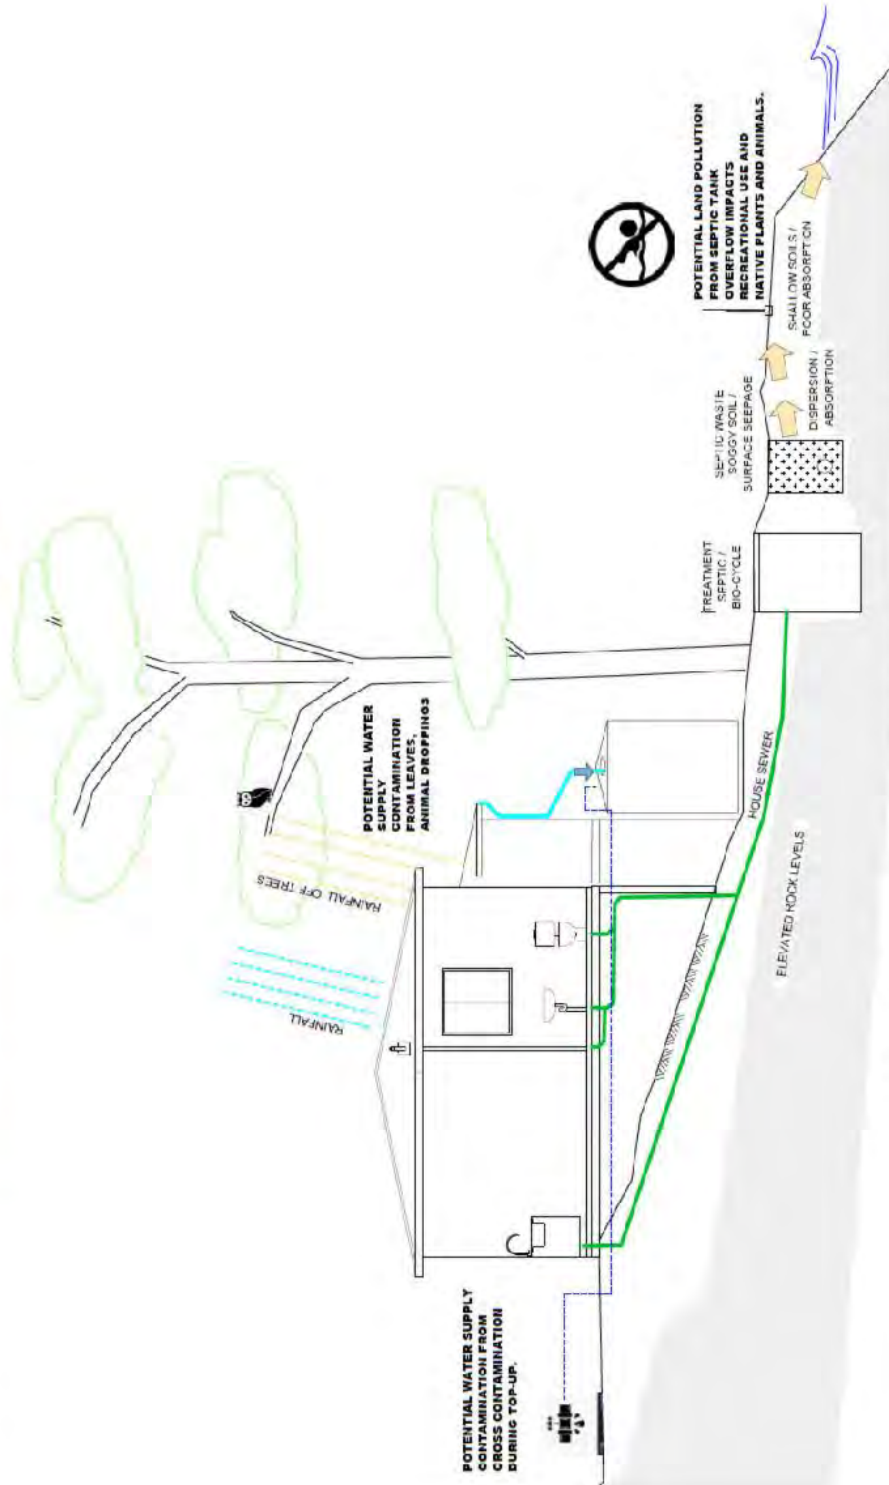 POTENTIAL WATER SUPPLY
CONTAMINATION FROM
CROSS CONTAMINATION
DURING TOP-UP.
RAINFALL
RAINFALL OFF TREES
POTENTIAL WATER
SUPPLY
CONTAMINATION
FROM LEAVES,
ANIMAL DROPPINGS
HOUSE SEWER
ELEVATED ROCK LEVELS
TREATMENT
SEPTIC /
BIO-CYCLE
SEPTIC WASTE
SOGGY SOIL /
SURFACE SEEPAGE
DISPERSION /
ABSORPTION
SHALLOW SOILS /
POOR ABSORPTION
POTENTIAL LAND POLLUTION
FROM SEPTIC TANK
OVERFLOW IMPACTS
RECREATIONAL USE AND
NATIVE PLANTS AND ANIMALS.